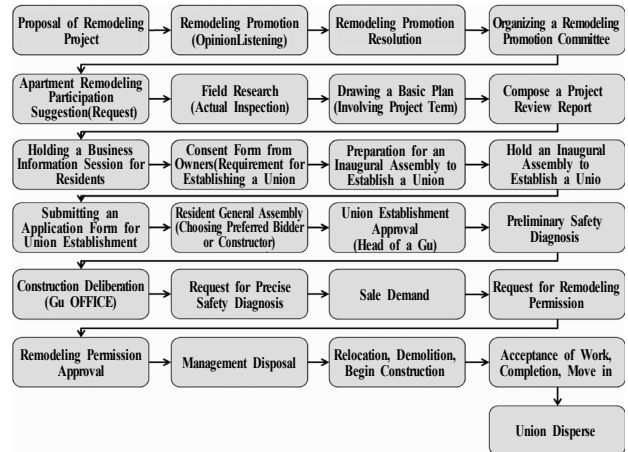 Proposal of Remodeling
Project
Remodeling Promotion
(OpinionListening)
Remodeling Promotion
Resolution
Organizing a Remodeling
Promotion Committee
Apartment Remodeling
Participation
Suggestion(Request)
Field Research
(Actual Inspection)
Drawing a Basic Plan
(Involving Project Term)
Compose a Project
Review Report
Holding a Business
Information Session for
Residents
Consent Form from
Owners(Requirement for
Establishing a Union
Preparation for an
Inaugural Assembly to
Establish a Union
Hold an Inaugural
Assembly to
Establish a Unio
Submitting an
Application Form for
Union Establishment
Resident General Assembly
(Choosing Preferred Bidder
or Constructor)
Union Establishment
Approval
(Head of a Gu)
Preliminary Safety
Diagnosis
Construction Deliberation
(Gu OFFICE)
Request for Precise
Safety Diagnosis
Sale Demand
Request for Remodeling
Permission
Remodeling Permission
Approval
Management Disposal
Relocation, Demolition,
Begin Construction
Acceptance of Work,
Completion, Move in
Union Disperse